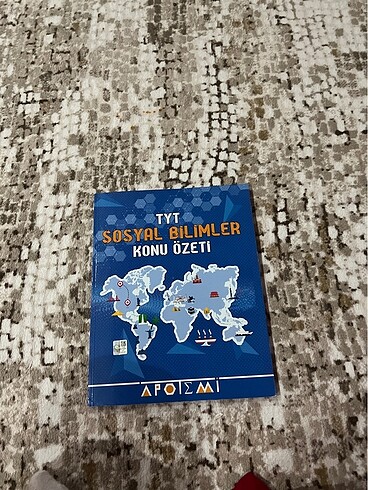 TYT
SOSYAL BİLİMLER
KONU ÖZETİ
APOTEMİ